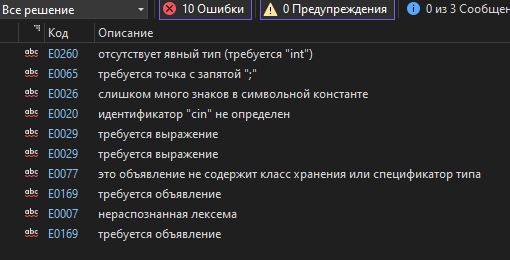 Все решение 10 Ошибки 0 Предупреждения 0 из 3 Сообщен
Код Описание
abc E0260 отсутствует явный тип (требуется "int")
abc E0065 требуется точка с запятой ";"
abc E0026 слишком много знаков в символьной константе
abc E0020 идентификатор "cin" не определен
abc E0029 требуется выражение
abc E0029 требуется выражение
abc E0077 это объявление не содержит класс хранения или спецификатор типа
abc E0169 требуется объявление
abc E0007 нераспознанная лексема
abc E0169 требуется объявление